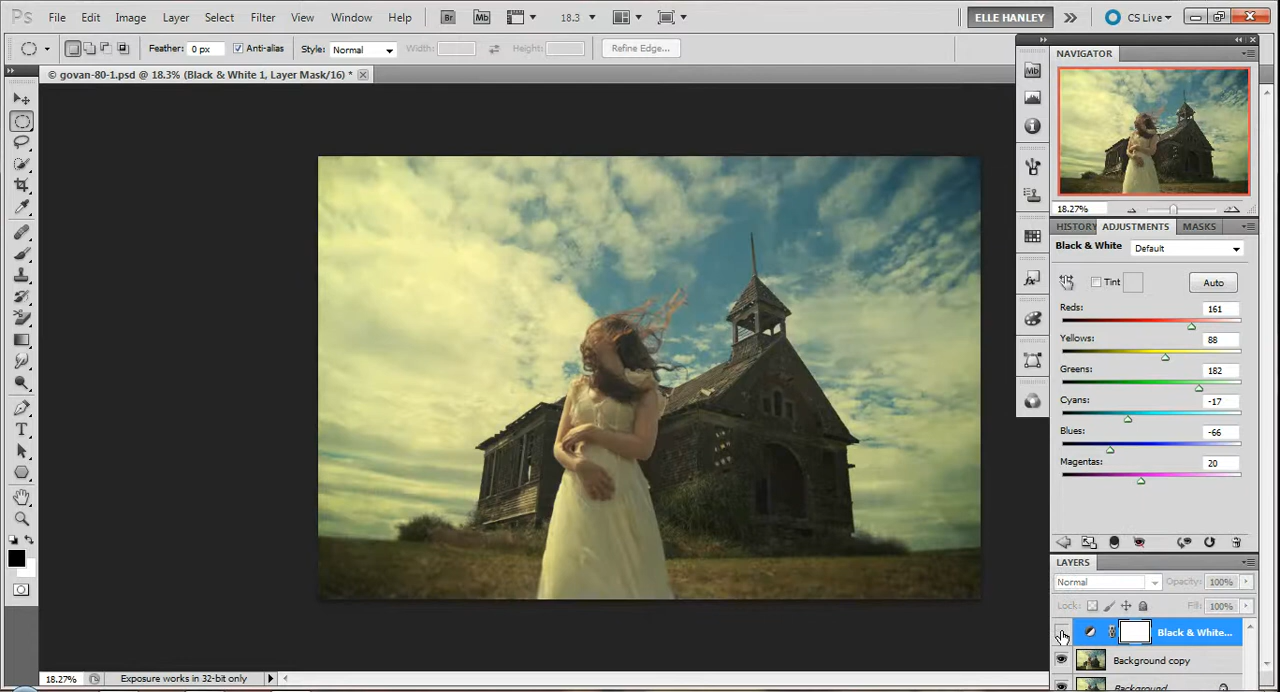 Ps File Edit Image Layer Select Filter View Window Help Br Mb 18.3 ELLE HANLEY CS Live
Feather: 0 px Anti-alias Style: Normal Width: Height: Refine Edge...
© govan-80-1.psd @ 18.3% (Black & White 1, Layer Mask/16) *
NAVIGATOR
Mb
18.27%
HISTORY ADJUSTMENTS MASKS
Black & White Default
Tint Auto
Reds: 161
Yellows: 88
Greens: 182
Cyans: -17
Blues: -66
Magentas: 20
LAYERS
Normal Opacity: 100%
Lock: Fill: 100%
Black & White...
Background copy
Background
18.27% Exposure works in 32-bit only